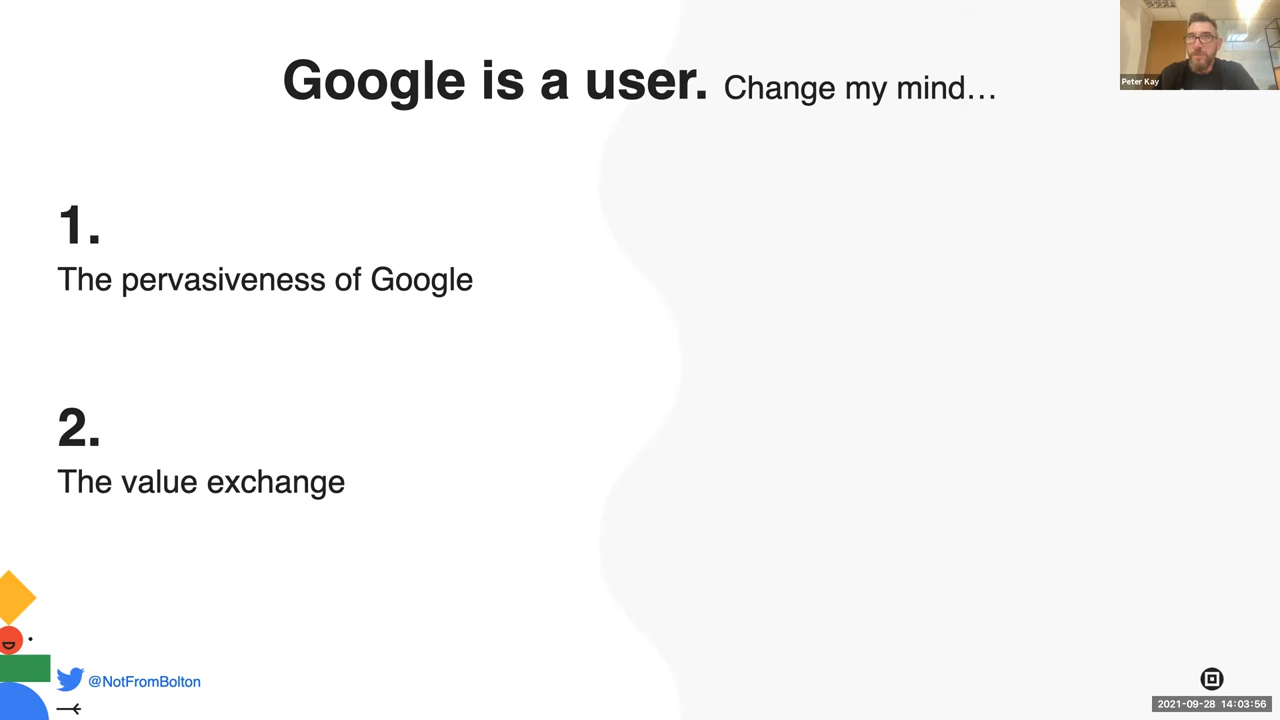 Google is a user. Change my mind…
Peter Kay
1.
The pervasiveness of Google
2.
The value exchange
@NotFromBolton
2021-09-28 14:03:56